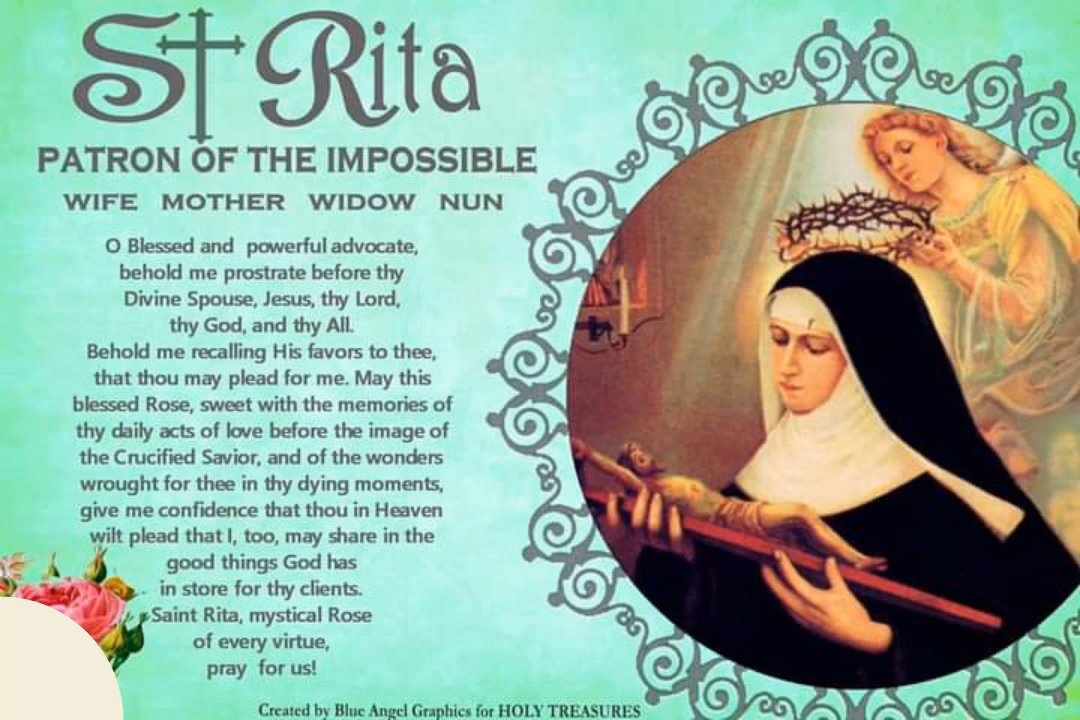 St Rita
PATRON OF THE IMPOSSIBLE
WIFE MOTHER WIDOW NUN
O Blessed and powerful advocate,
behold me prostrate before thy
Divine Spouse, Jesus, thy Lord,
thy God, and thy All.
Behold me recalling His favors to thee,
that thou may plead for me. May this
blessed Rose, sweet with the memories of
thy daily acts of love before the image of
the Crucified Savior, and of the wonders
wrought for thee in thy dying moments,
give me confidence that thou in Heaven
wilt plead that I, too, may share in the
good things God has
in store for thy clients.
Saint Rita, mystical Rose
of every virtue,
pray for us!
Created by Blue Angel Graphics for HOLY TREASURES